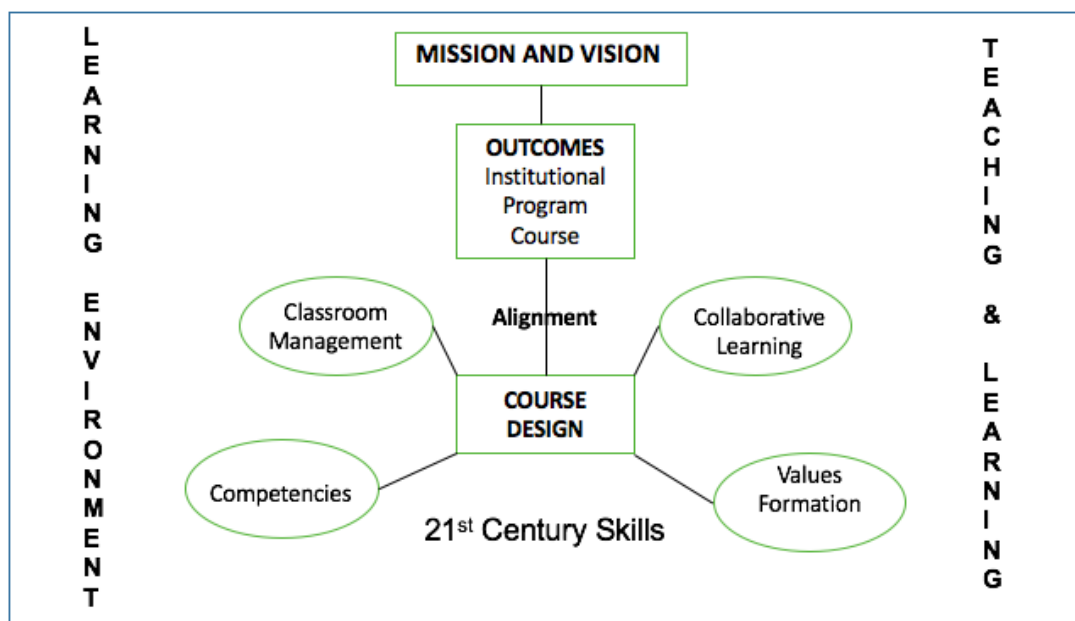 LEARNING ENVIRONMENT
MISSION AND VISION
OUTCOMES
Institutional
Program
Course
Classroom
Management
Alignment
Collaborative
Learning
COURSE
DESIGN
Competencies
Values
Formation
21st Century Skills
TEACHING & LEARNING